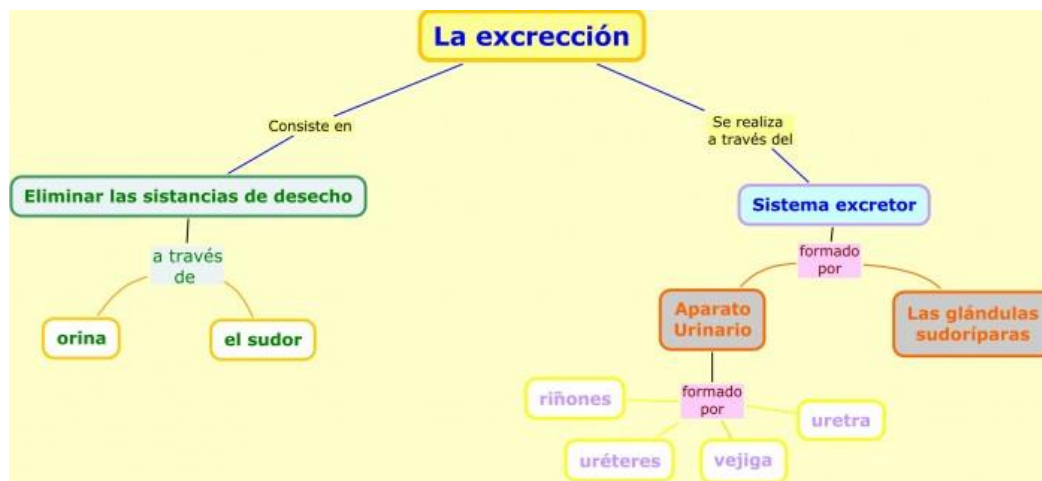 La excrección
Consiste en
Se realiza
a través del
Eliminar las sistancias de desecho
Sistema excretor
a través
de
formado
por
orina
el sudor
Aparato
Urinario
Las glándulas
sudoríparas
formado
por
riñones
uretra
uréteres
vejiga